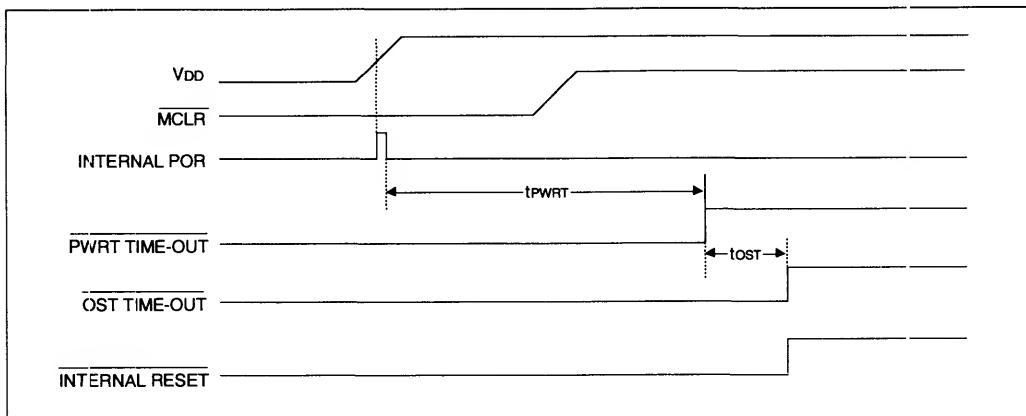 VDD
MCLR
INTERNAL POR
tPWRT
PWRT TIME-OUT
tOST
OST TIME-OUT
INTERNAL RESET